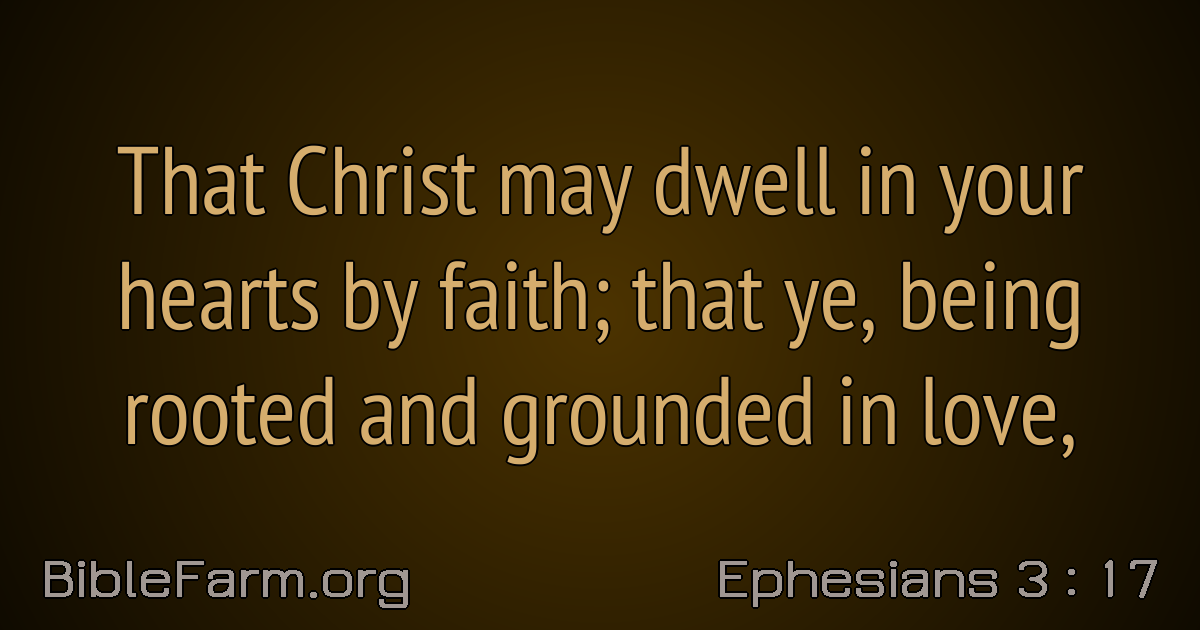 That Christ may dwell in your
hearts by faith; that ye, being
rooted and grounded in love,
BibleFarm.org
Ephesians 3 : 17